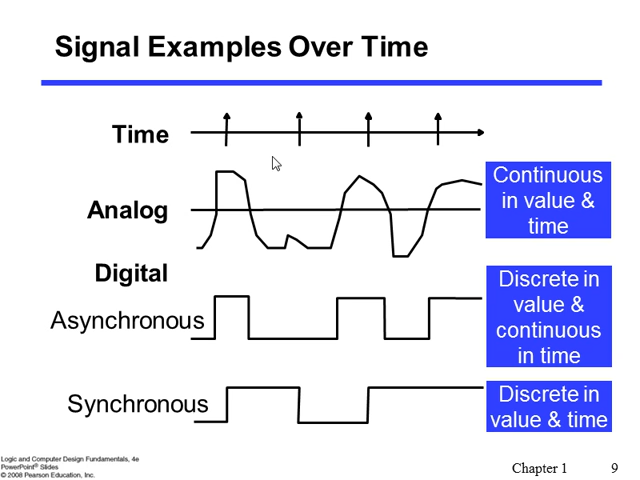 Signal Examples Over Time
Time
Analog
Continuous
in value &
time
Digital
Asynchronous
Discrete in
value &
continuous
in time
Synchronous
Discrete in
value & time
Logic and Computer Design Fundamentals, 4e
PowerPoint® Slides
© 2008 Pearson Education, Inc.
Chapter 1
9